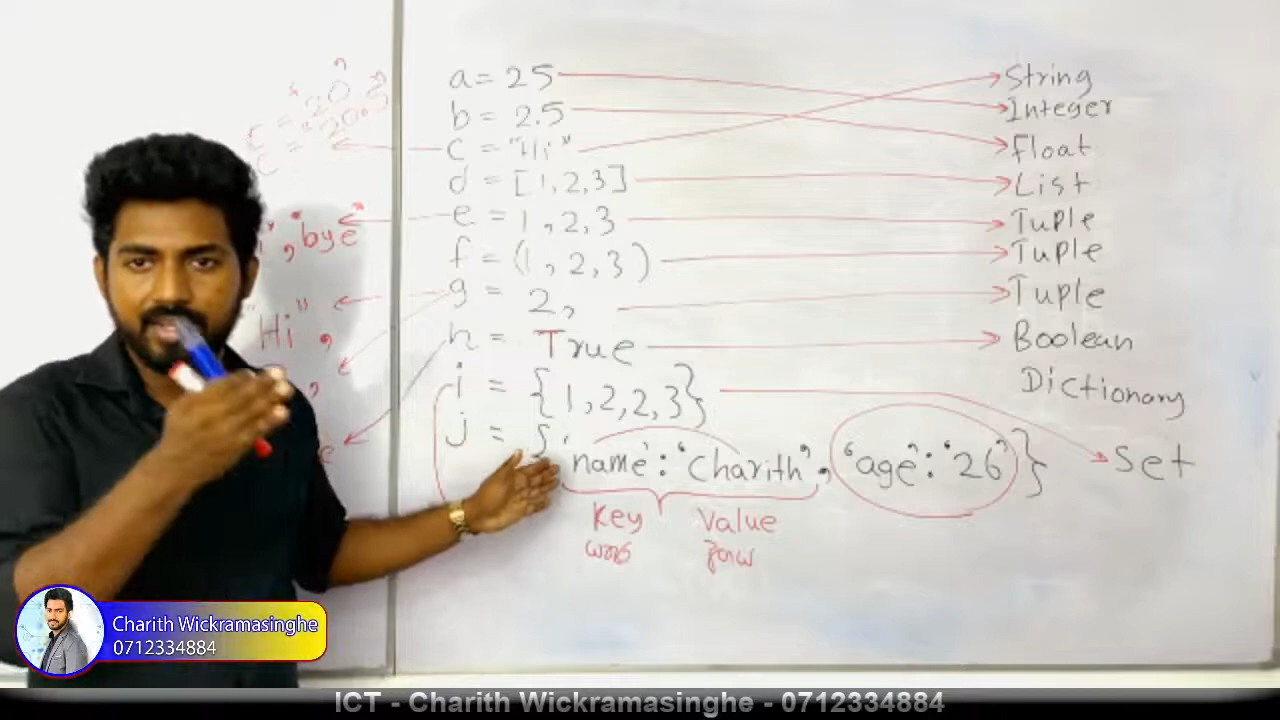 a = 25 String
b = 2.5 Integer
c = "Hi" Float
d = [1,2,3] List
e = 1,2,3 Tuple
f = (1,2,3) Tuple
g = 2, Tuple
h = True Boolean
i = {1,2,2,3} Dictionary
j = {'name':'Charith','age':'26'} Set
Key Value
"bye"
"Hi",
Charith Wickramasinghe
0712334884
ICT - Charith Wickramasinghe - 0712334884